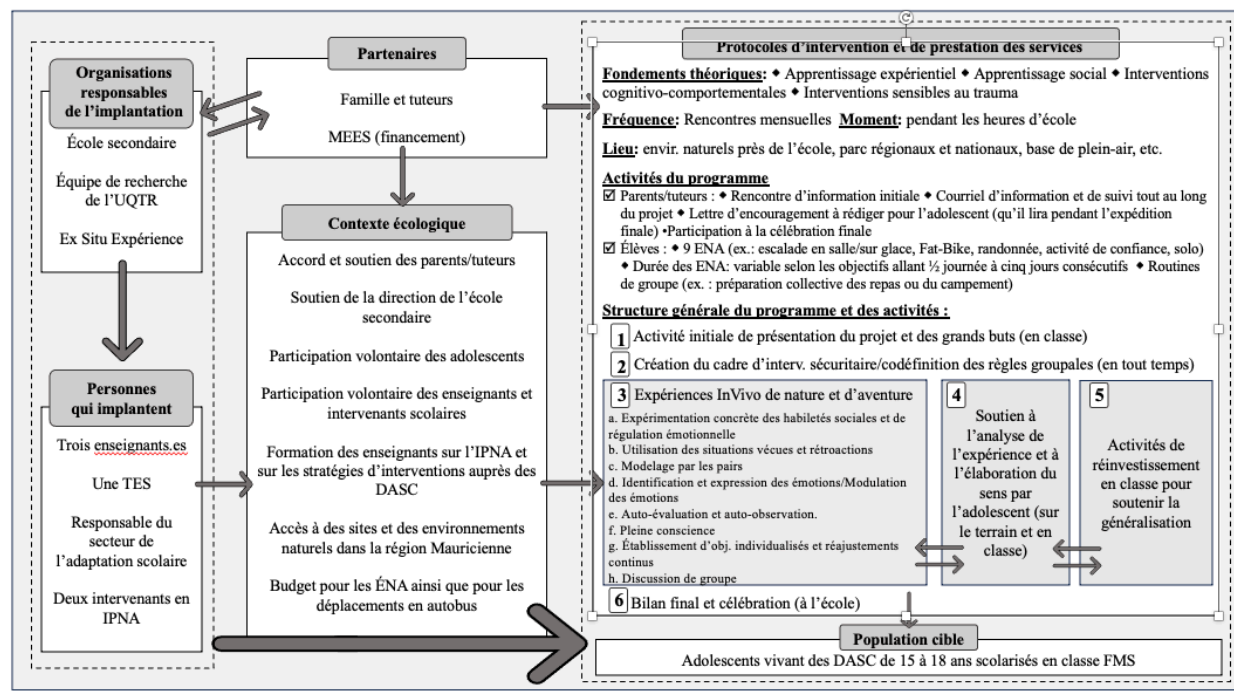 Organisations
responsables
de l'implantation
École secondaire
Équipe de recherche
de l'UQTR
Ex Situ Expérience
Personnes
qui implantent
Trois enseignants.es
Une TES
Responsable du
secteur de
l'adaptation scolaire
Deux intervenants en
IPNA
Partenaires
Famille et tuteurs
MEES (financement)
Contexte écologique
Accord et soutien des parents/tuteurs
Soutien de la direction de l'école
secondaire
Participation volontaire des adolescents
Participation volontaire des enseignants et
intervenants scolaires
Formation des enseignants sur l'IPNA et
sur les stratégies d'interventions auprès des
DASC
Accès à des sites et des environnements
naturels dans la région Mauricienne
Budget pour les ÉNA ainsi que pour les
déplacements en autobus
Protocoles d'intervention et de prestation des services
Fondements théoriques: ◆ Apprentissage expérientiel ◆ Apprentissage social ◆ Interventions
cognitivo-comportementales ◆ Interventions sensibles au trauma
Fréquence: Rencontres mensuelles Moment: pendant les heures d'école
Lieu: envir. naturels près de l'école, parc régionaux et nationaux, base de plein-air, etc.
Activités du programme
☑ Parents/tuteurs : ◆ Rencontre d'information initiale ◆ Courriel d'information et de suivi tout au long
du projet ◆ Lettre d'encouragement à rédiger pour l'adolescent (qu'il lira pendant l'expédition
finale) •Participation à la célébration finale
☑ Élèves : ◆ 9 ENA (ex.: escalade en salle/sur glace, Fat-Bike, randonnée, activité de confiance, solo)
◆ Durée des ENA: variable selon les objectifs allant ½ journée à cinq jours consécutifs ◆ Routines
de groupe (ex. : préparation collective des repas ou du campement)
Structure générale du programme et des activités :
1 Activité initiale de présentation du projet et des grands buts (en classe)
2 Création du cadre d'interv. sécuritaire/codéfinition des règles groupales (en tout temps)
3 Expériences InVivo de nature et d'aventure
a. Expérimentation concrète des habiletés sociales et de
régulation émotionnelle
b. Utilisation des situations vécues et rétroactions
c. Modelage par les pairs
d. Identification et expression des émotions/Modulation
des émotions
e. Auto-évaluation et auto-observation.
f. Pleine conscience
g. Établissement d'obj. individualisés et réajustements
continus
h. Discussion de groupe
4
Soutien à
l'analyse de
l'expérience et à
l'élaboration du
sens par
l'adolescent (sur
le terrain et en
classe)
5
Activités de
réinvestissement
en classe pour
soutenir la
généralisation
6 Bilan final et célébration (à l'école)
Population cible
Adolescents vivant des DASC de 15 à 18 ans scolarisés en classe FMS